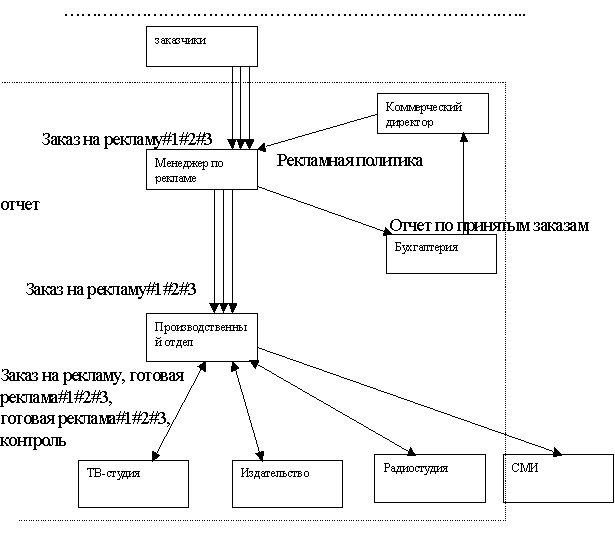 заказчики
Коммерческий
директор
Заказ на рекламу#1#2#3
Менеджер по
рекламе
Рекламная политика
отчет
Отчет по принятым заказам
Бухгалтерия
Заказ на рекламу#1#2#3
Производственны
й отдел
Заказ на рекламу, готовая
реклама#1#2#3,
готовая реклама#1#2#3,
контроль
ТВ-студия
Издательство
Радиостудия
СМИ